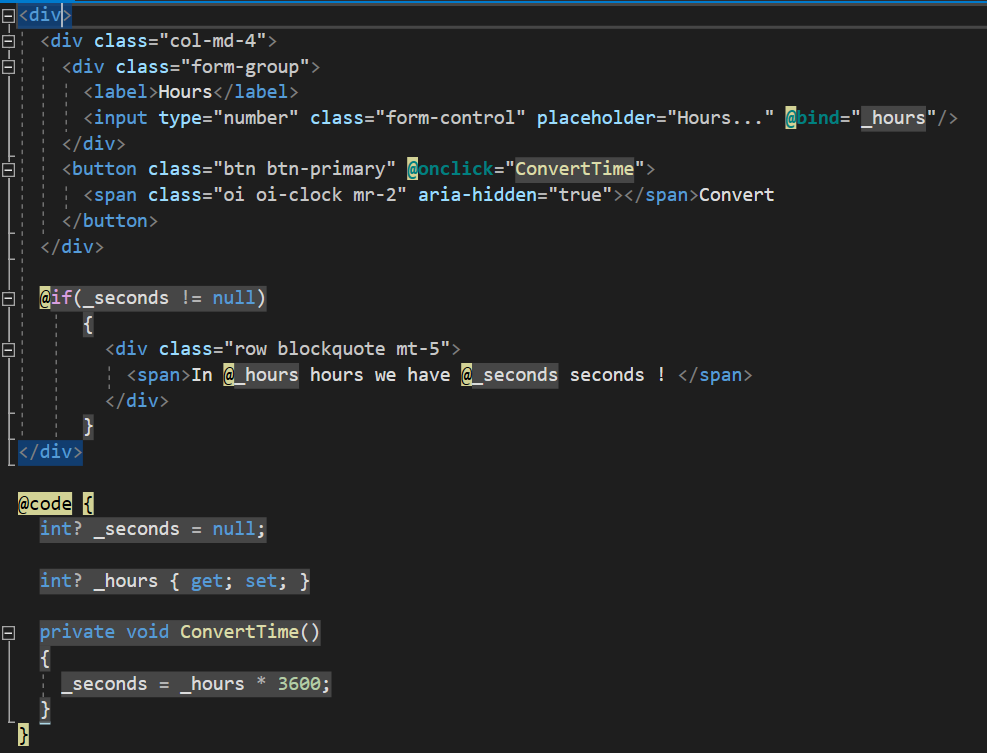 <div>
<div class="col-md-4">
<div class="form-group">
<label>Hours</label>
<input type="number" class="form-control" placeholder="Hours..." @bind="_hours"/>
</div>
<button class="btn btn-primary" @onclick="ConvertTime">
<span class="oi oi-clock mr-2" aria-hidden="true"></span>Convert
</button>
</div>
@if(_seconds != null)
{
<div class="row blockquote mt-5">
<span>In @_hours hours we have @_seconds seconds ! </span>
</div>
}
</div>
@code {
int? _seconds = null;
int? _hours { get; set; }
private void ConvertTime()
{
_seconds = _hours * 3600;
}
}